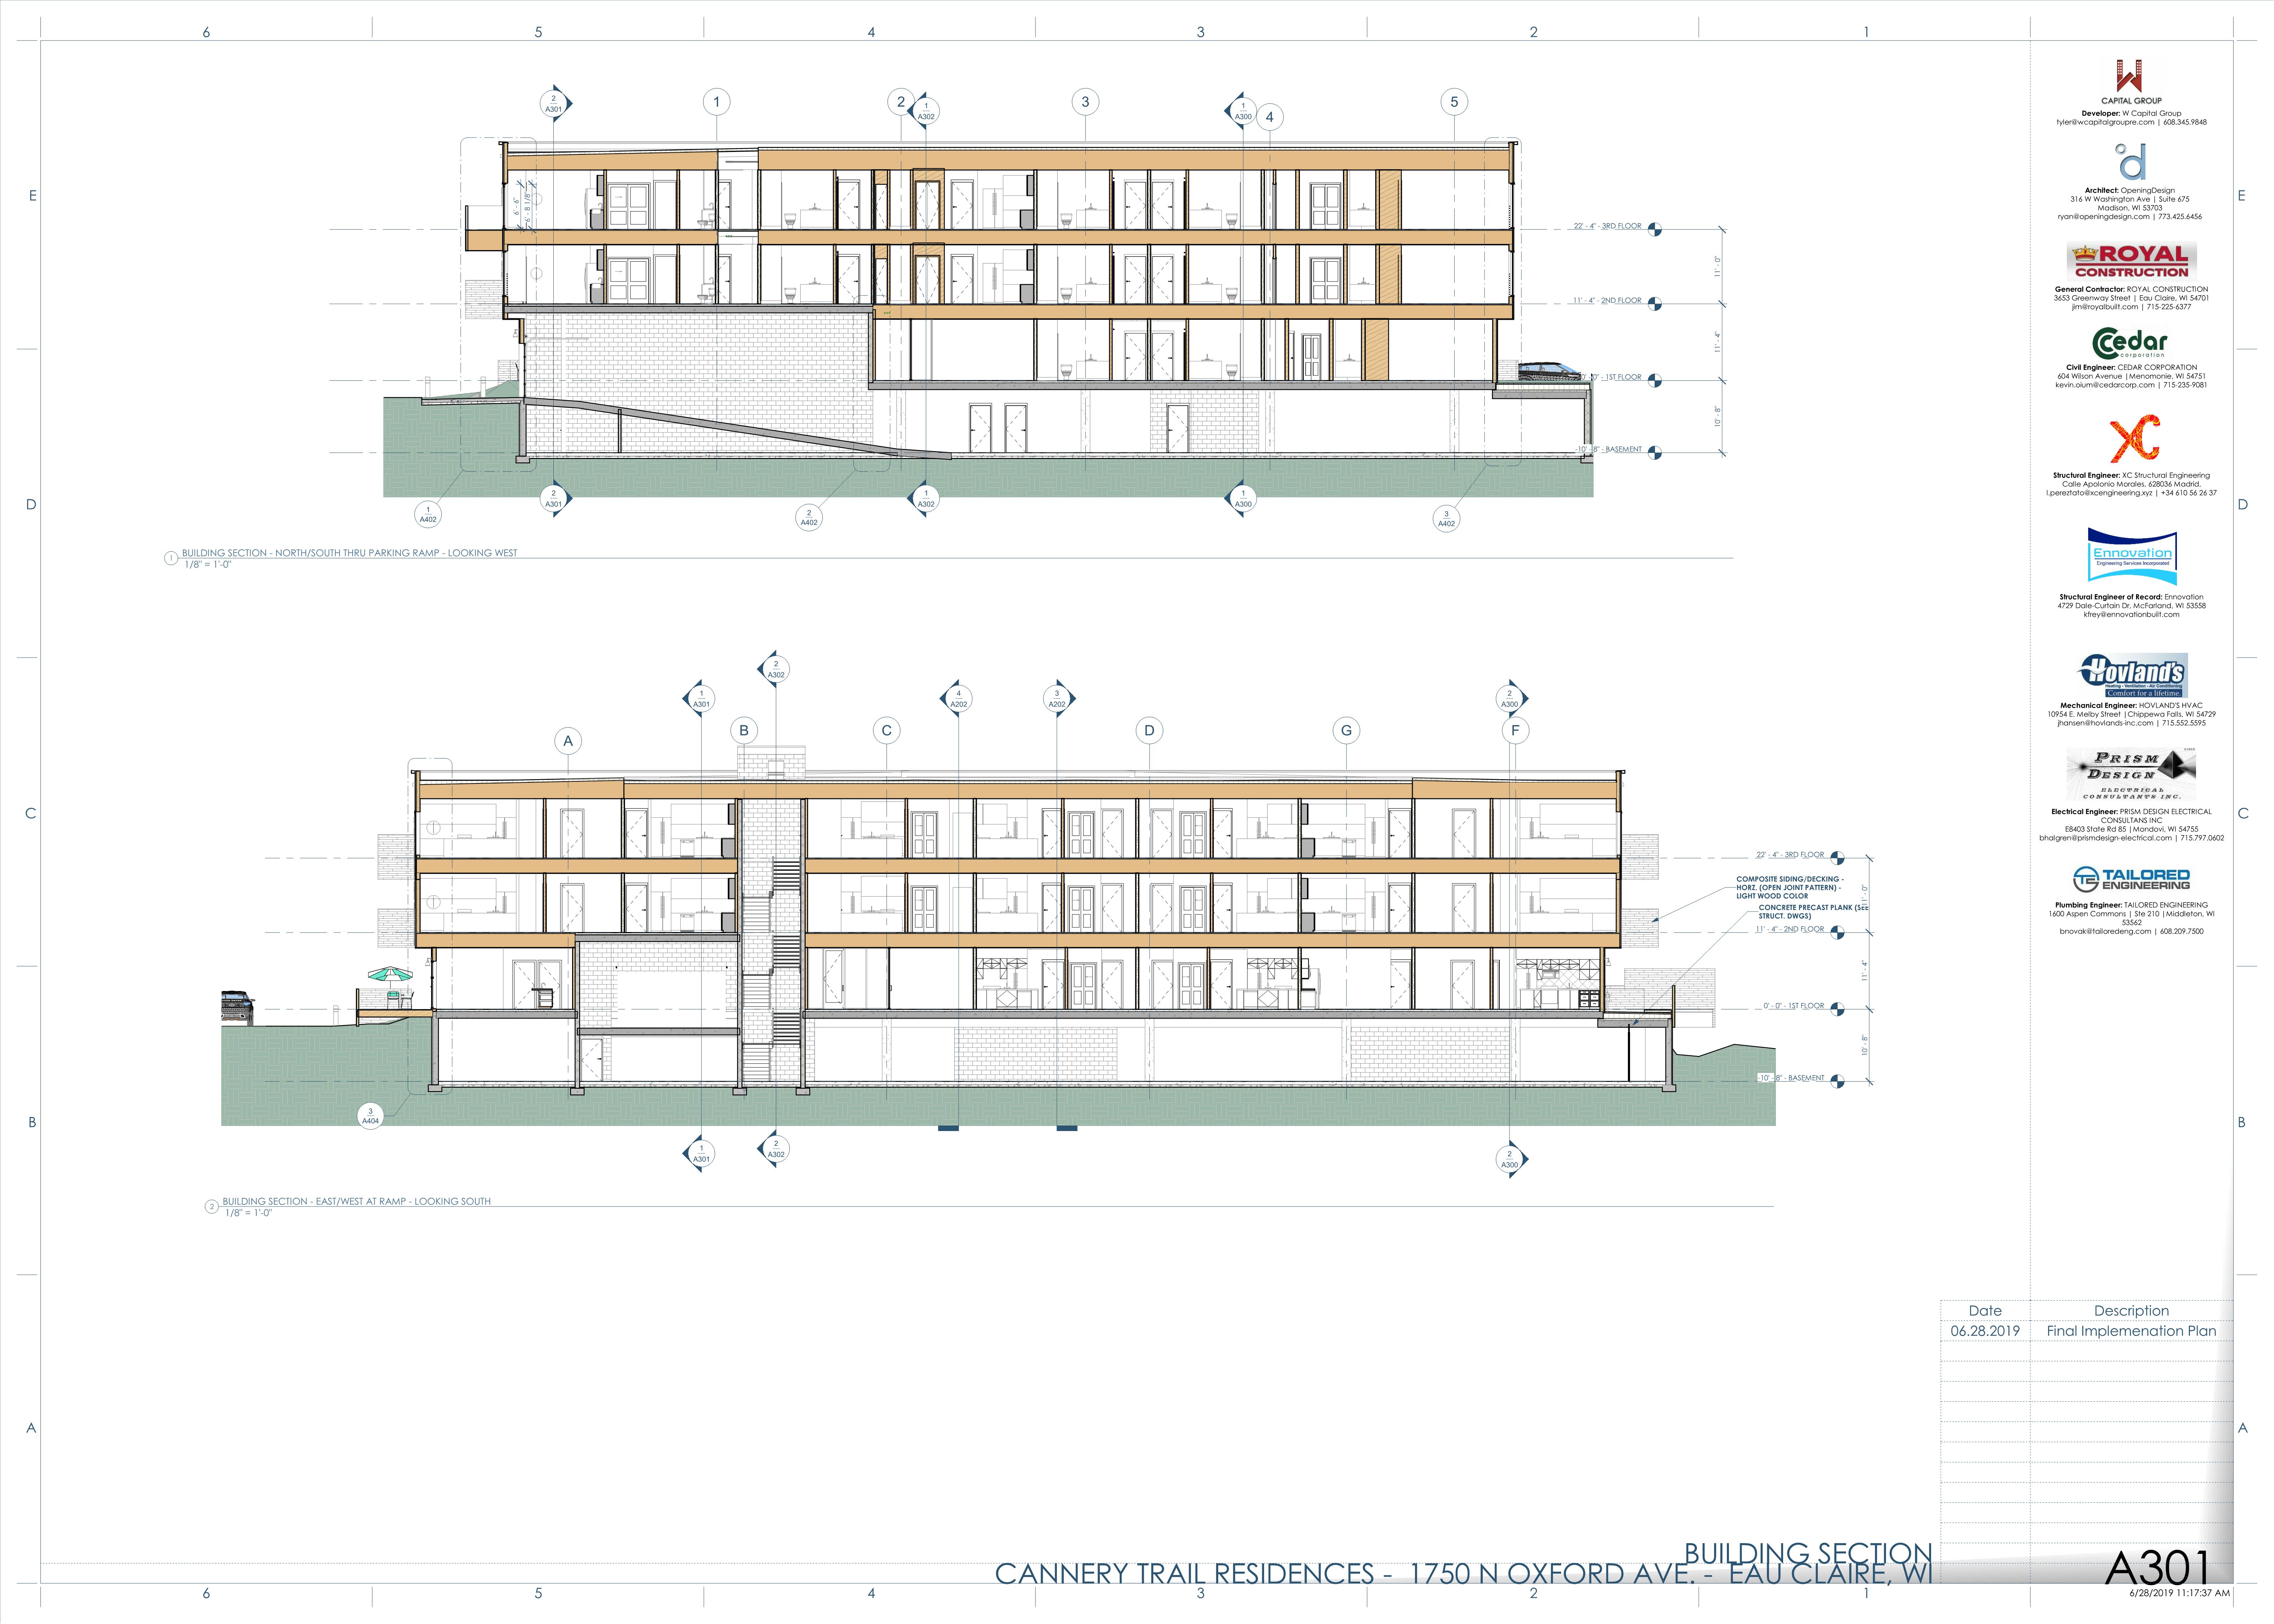 6 5 4 3 2 1
E
D
C
B
A
2
A301
1
2
1
A302
3
1
A300
4
5
6' - 6"
6' - 8 1/8"
22' - 4" - 3RD FLOOR
11' - 0"
11' - 4" - 2ND FLOOR
11' - 4"
0' - 0" - 1ST FLOOR
10' - 8"
-10' - 8" - BASEMENT
2
A301
1
A302
1
A300
1
A402
2
A402
3
A402
1
BUILDING SECTION - NORTH/SOUTH THRU PARKING RAMP - LOOKING WEST
1/8" = 1'-0"
2
A302
1
A301
4
A202
3
A202
2
A300
A
B
C
D
G
F
22' - 4" - 3RD FLOOR
COMPOSITE SIDING/DECKING -
HORZ. (OPEN JOINT PATTERN) -
LIGHT WOOD COLOR
CONCRETE PRECAST PLANK (SEE
STRUCT. DWGS)
11' - 0"
11' - 4" - 2ND FLOOR
11' - 4"
0' - 0" - 1ST FLOOR
10' - 8"
-10' - 8" - BASEMENT
3
A404
1
A301
2
A302
2
A300
2
BUILDING SECTION - EAST/WEST AT RAMP - LOOKING SOUTH
1/8" = 1'-0"
CAPITAL GROUP
Developer: W Capital Group
tyler@wcapitalgroupre.com | 608.345.9848
d
Architect: OpeningDesign
316 W Washington Ave | Suite 675
Madison, WI 53703
ryan@openingdesign.com | 773.425.6456
ROYAL
CONSTRUCTION
General Contractor: ROYAL CONSTRUCTION
3653 Greenway Street | Eau Claire, WI 54701
jim@royalbuilt.com | 715-225-6377
Cedar
corporation
Civil Engineer: CEDAR CORPORATION
604 Wilson Avenue |Menomonie, WI 54751
kevin.oium@cedarcorp.com | 715-235-9081
XC
Structural Engineer: XC Structural Engineering
Calle Apolonio Morales, 628036 Madrid,
l.pereztato@xcengineering.xyz | +34 610 56 26 37
Ennovation
Engineering Services Incorporated
Structural Engineer of Record: Ennovation
4729 Dale-Curtain Dr, McFarland, WI 53558
kfrey@ennovationbuilt.com
Hovland's
Heating - Ventilation - Air Conditioning
Comfort for a lifetime.
Mechanical Engineer: HOVLAND'S HVAC
10954 E. Melby Street |Chippewa Falls, WI 54729
jhansen@hovlands-inc.com | 715.552.5595
PRISM
DESIGN
ELECTRICAL
CONSULTANTS INC.
Electrical Engineer: PRISM DESIGN ELECTRICAL
CONSULTANS INC
E8403 State Rd 85 |Mondovi, WI 54755
bhalgren@prismdesign-electrical.com | 715.797.0602
TE TAILORED
ENGINEERING
Plumbing Engineer: TAILORED ENGINEERING
1600 Aspen Commons | Ste 210 |Middleton, WI
53562
bnovak@tailoredeng.com | 608.209.7500
E
D
C
B
A
Date Description
06.28.2019 Final Implemenation Plan
BUILDING SECTION
CANNERY TRAIL RESIDENCES - 1750 N OXFORD AVE. - EAU CLAIRE, WI
A301
6/28/2019 11:17:37 AM
6 5 4 3 2 1